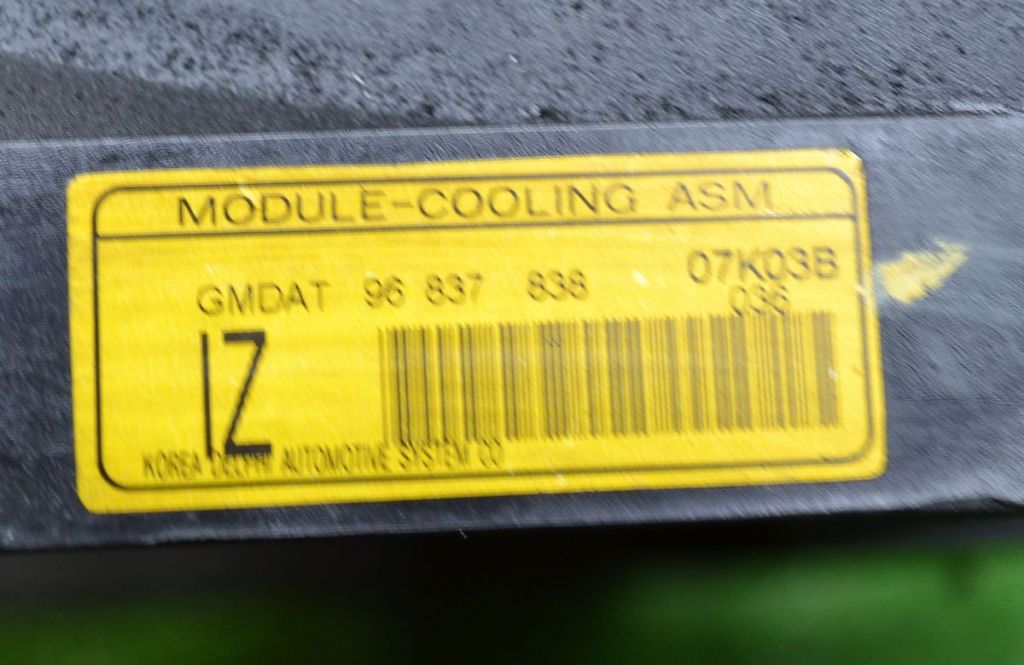 MODULE-COOLING ASM
GMDAT 96 837 838 07K03B
036
IZ
KOREA DELPHI AUTOMOTIVE SYSTEM CO